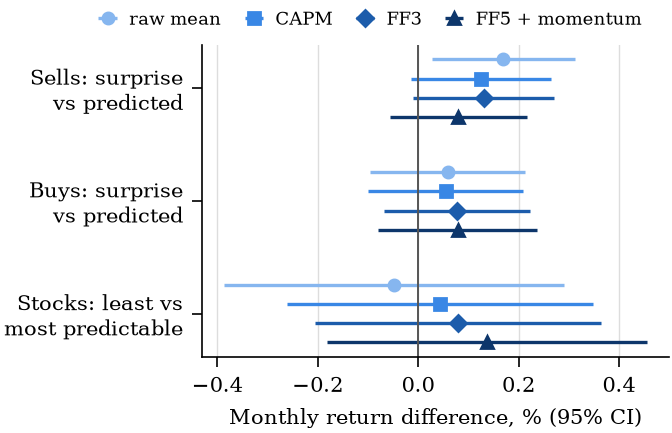 raw mean CAPM FF3 FF5 + momentum
Sells: surprise
vs predicted
Buys: surprise
vs predicted
Stocks: least vs
most predictable
−0.4 −0.2 0.0 0.2 0.4
Monthly return difference, % (95% CI)